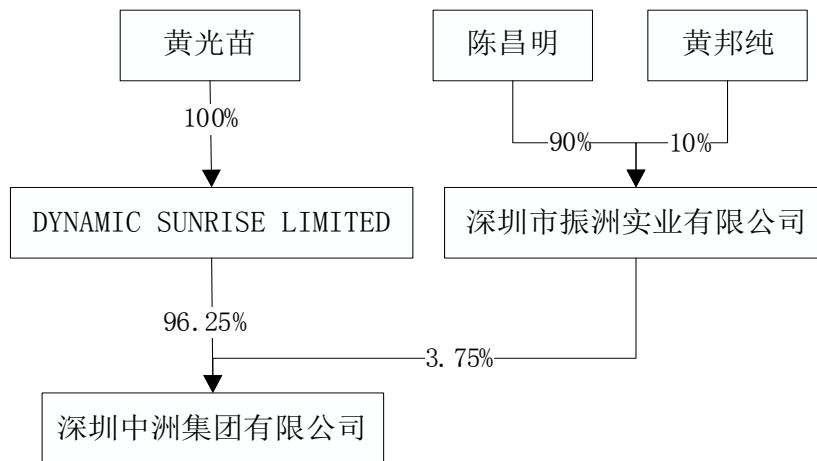 黄光苗
陈昌明
黄邦纯
100%
90%
10%
DYNAMIC SUNRISE LIMITED
深圳市振洲实业有限公司
96.25%
3.75%
深圳中洲集团有限公司